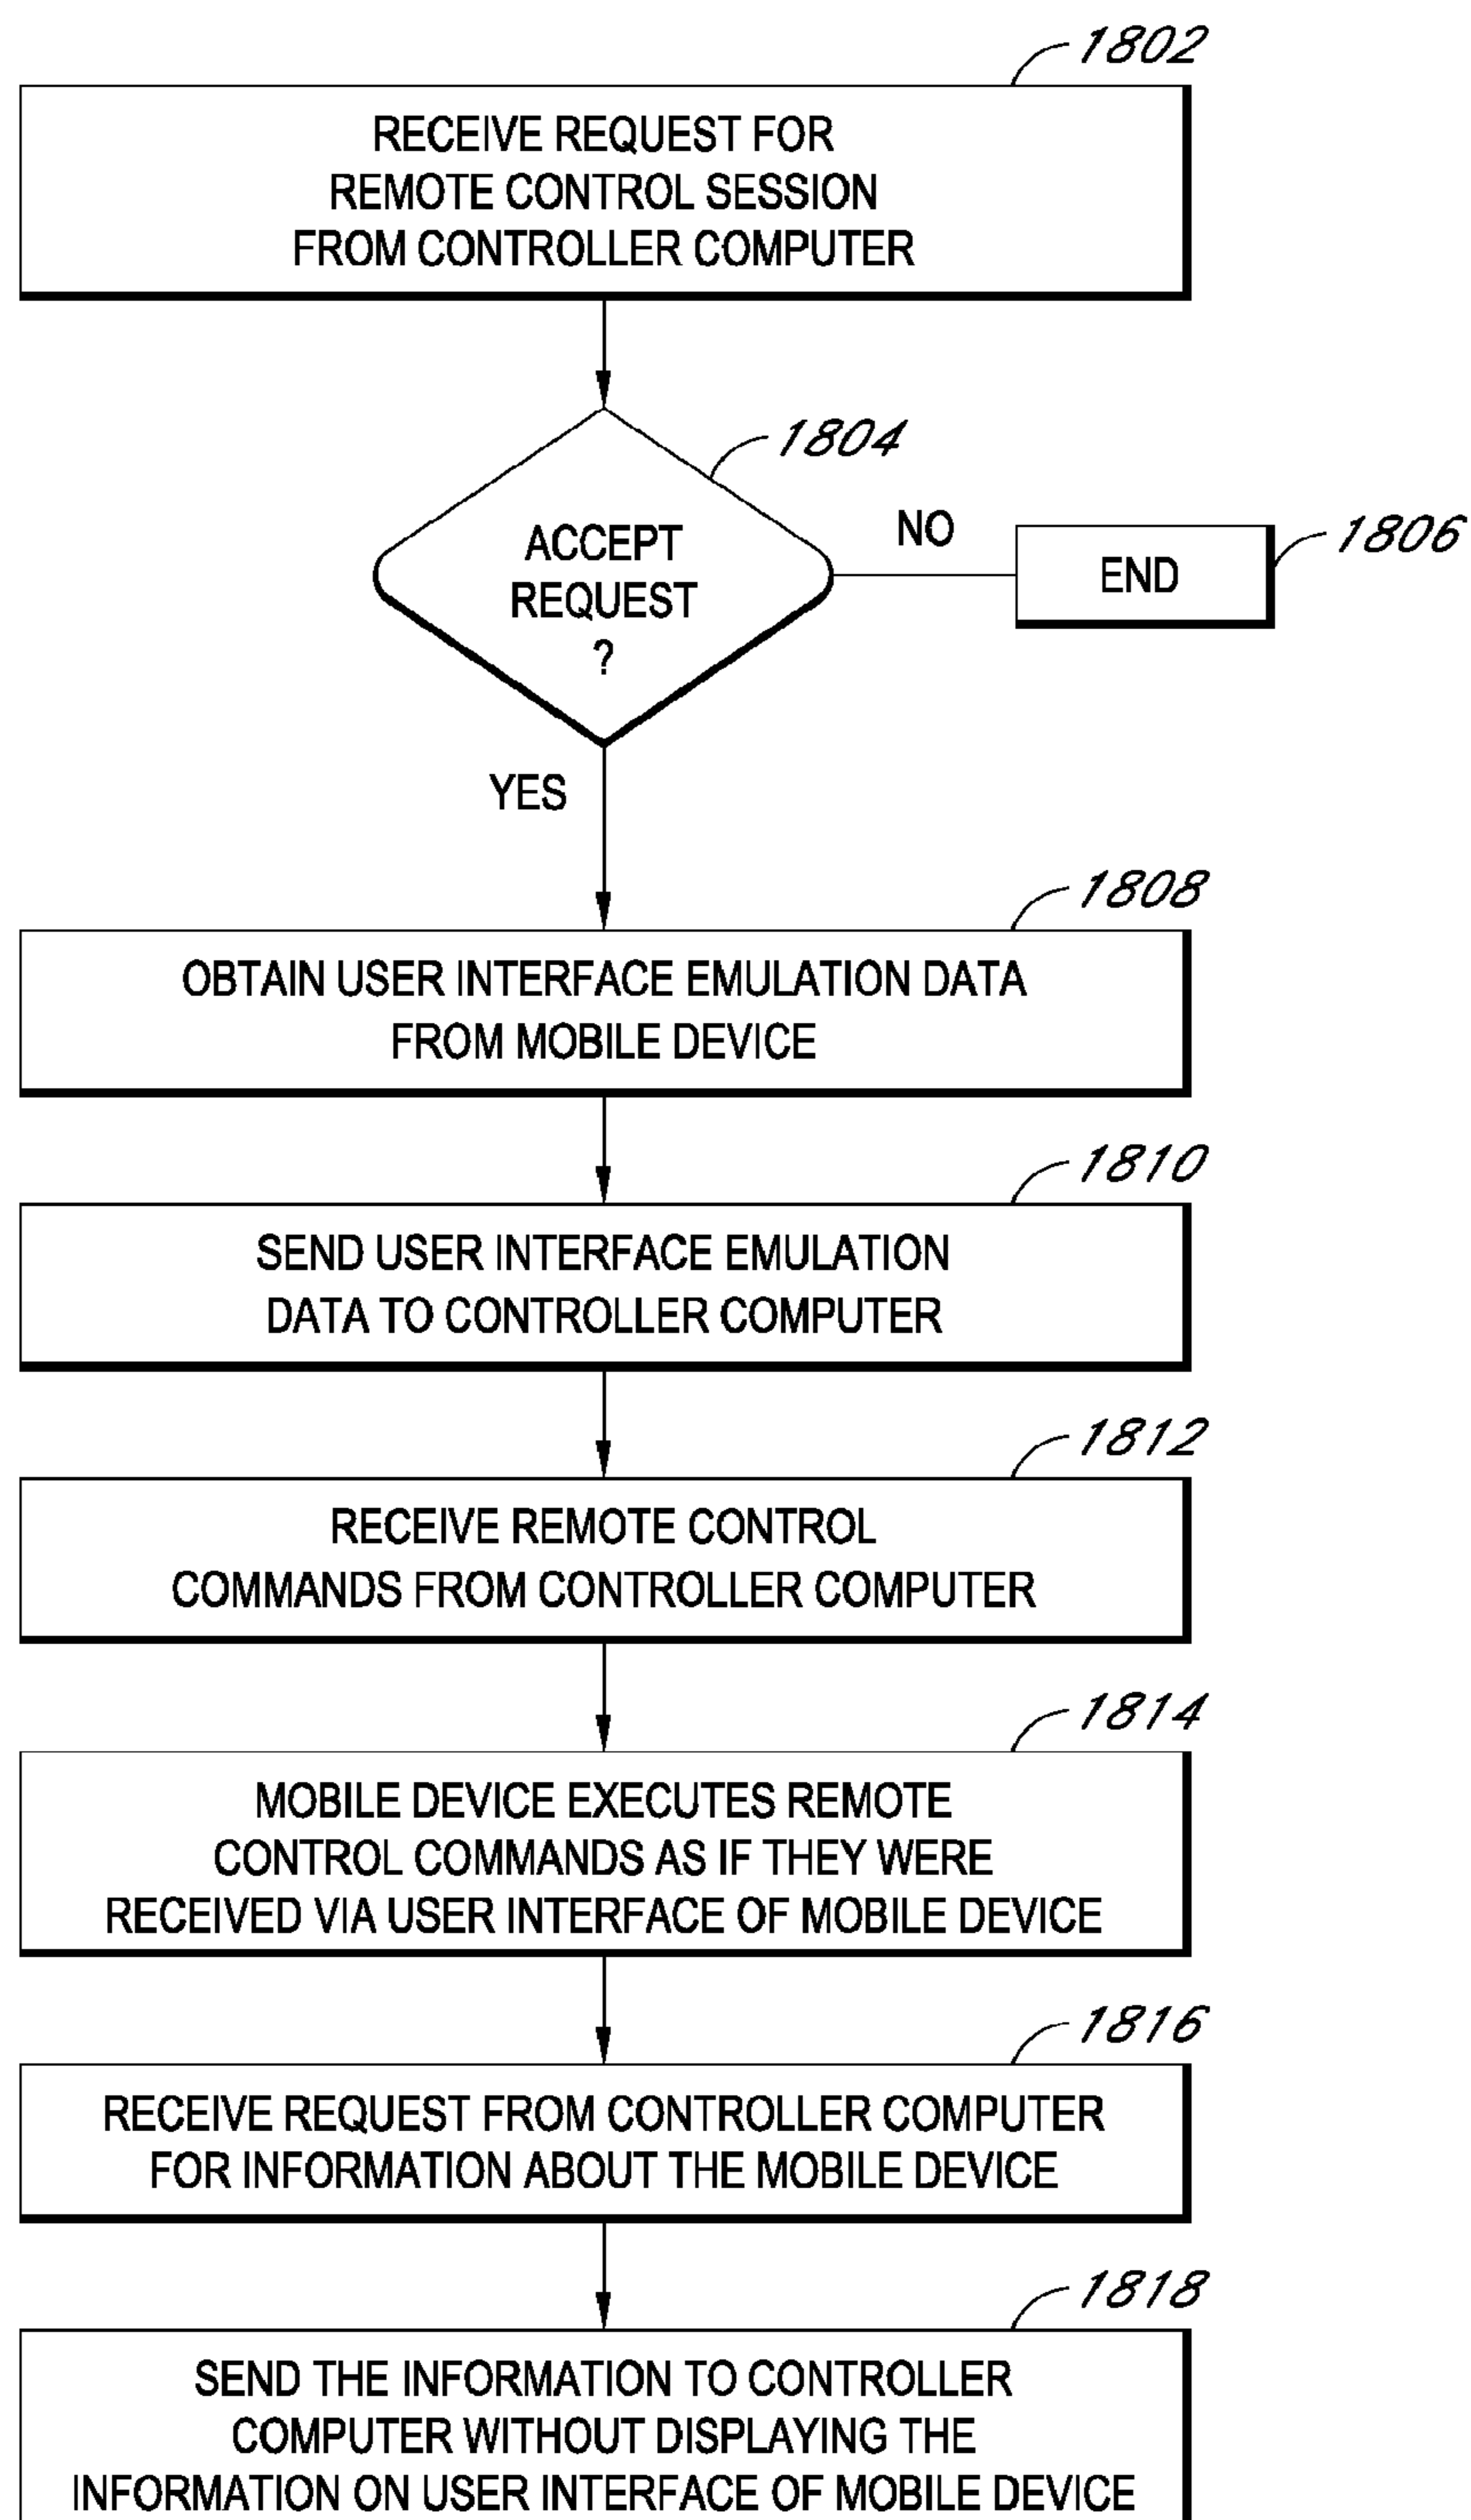 1802
RECEIVE REQUEST FOR
REMOTE CONTROL SESSION
FROM CONTROLLER COMPUTER
1804
ACCEPT
REQUEST
?
NO
END
1806
YES
1808
OBTAIN USER INTERFACE EMULATION DATA
FROM MOBILE DEVICE
1810
SEND USER INTERFACE EMULATION
DATA TO CONTROLLER COMPUTER
1812
RECEIVE REMOTE CONTROL
COMMANDS FROM CONTROLLER COMPUTER
1814
MOBILE DEVICE EXECUTES REMOTE
CONTROL COMMANDS AS IF THEY WERE
RECEIVED VIA USER INTERFACE OF MOBILE DEVICE
1816
RECEIVE REQUEST FROM CONTROLLER COMPUTER
FOR INFORMATION ABOUT THE MOBILE DEVICE
1818
SEND THE INFORMATION TO CONTROLLER
COMPUTER WITHOUT DISPLAYING THE
INFORMATION ON USER INTERFACE OF MOBILE DEVICE